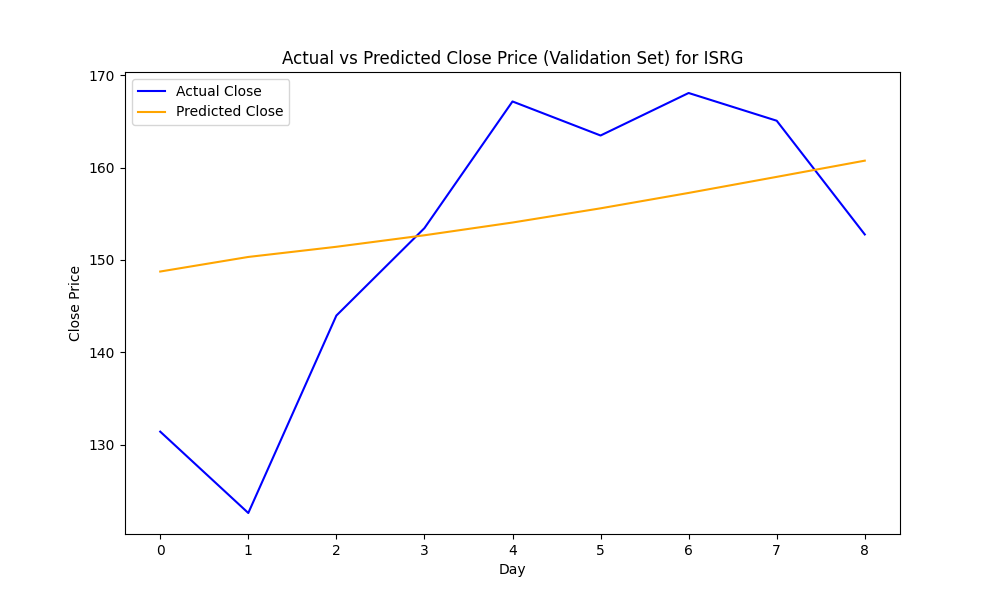 Actual vs Predicted Close Price (Validation Set) for ISRG
Actual Close
Predicted Close
Close Price
170
160
150
140
130
0 1 2 3 4 5 6 7 8
Day